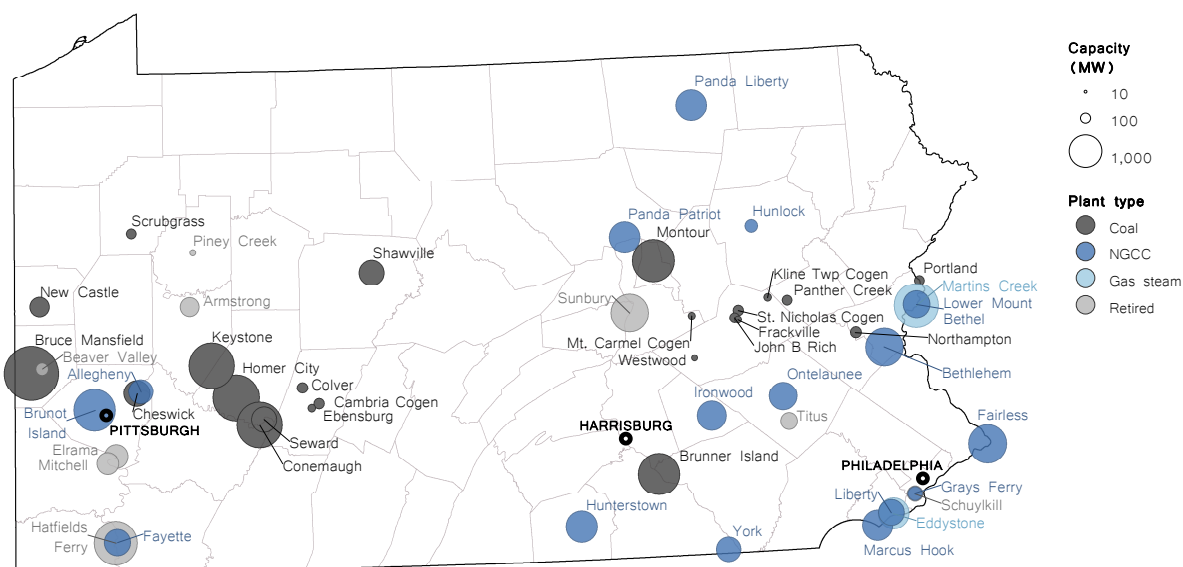 Panda Liberty
Capacity
(MW)
10
100
1,000
Plant type
Coal
NGCC
Gas steam
Retired
Scrubgrass
Piney Creek
Panda Patriot
Hunlock
Montour
Shawville
Kline Twp Cogen
Panther Creek
Portland
New Castle
Armstrong
Sunbury
Martins Creek
Lower Mount
Bethel
St. Nicholas Cogen
Frackville
John B Rich
Mt. Carmel Cogen
Westwood
Northampton
Bruce Mansfield
Beaver Valley
Allegheny
Keystone
Homer City
Bethlehem
Colver
Cambria Cogen
Ebensburg
Ironwood
Ontelaunee
Titus
Brunot
Island
Cheswick
PITTSBURGH
Fairless
HARRISBURG
Seward
Conemaugh
Elrama
Mitchell
Brunner Island
PHILADELPHIA
Grays Ferry
Schuylkill
Liberty
Eddystone
Marcus Hook
Hunterstown
York
Hatfields
Ferry
Fayette